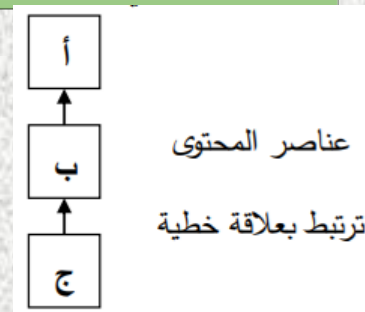 أ
ب
ج
عناصر المحتوى
ترتبط بعلاقة خطية